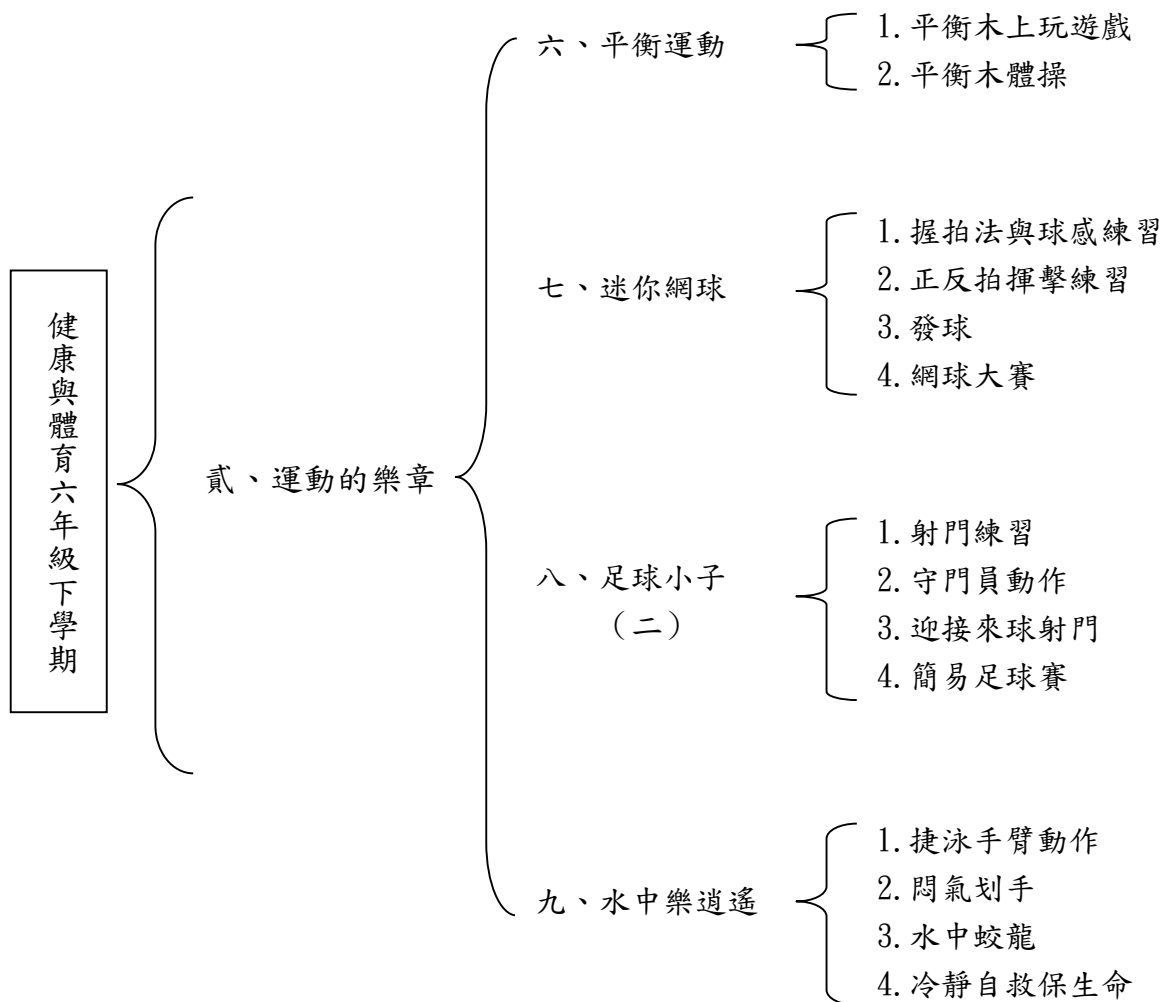 健康與體育六年級下學期
貳、運動的樂章
六、平衡運動
1.平衡木上玩遊戲
2.平衡木體操
七、迷你網球
1.握拍法與球感練習
2.正反拍揮擊練習
3.發球
4.網球大賽
八、足球小子
（二）
1.射門練習
2.守門員動作
3.迎接來球射門
4.簡易足球賽
九、水中樂逍遙
1.捷泳手臂動作
2.悶氣划手
3.水中蛟龍
4.冷靜自救保生命